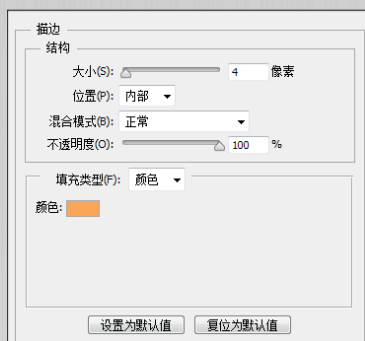 描边
结构
大小(S): 4 像素
位置(P): 内部
混合模式(B): 正常
不透明度(O): 100 %
填充类型(F): 颜色
颜色:
设置为默认值 复位为默认值